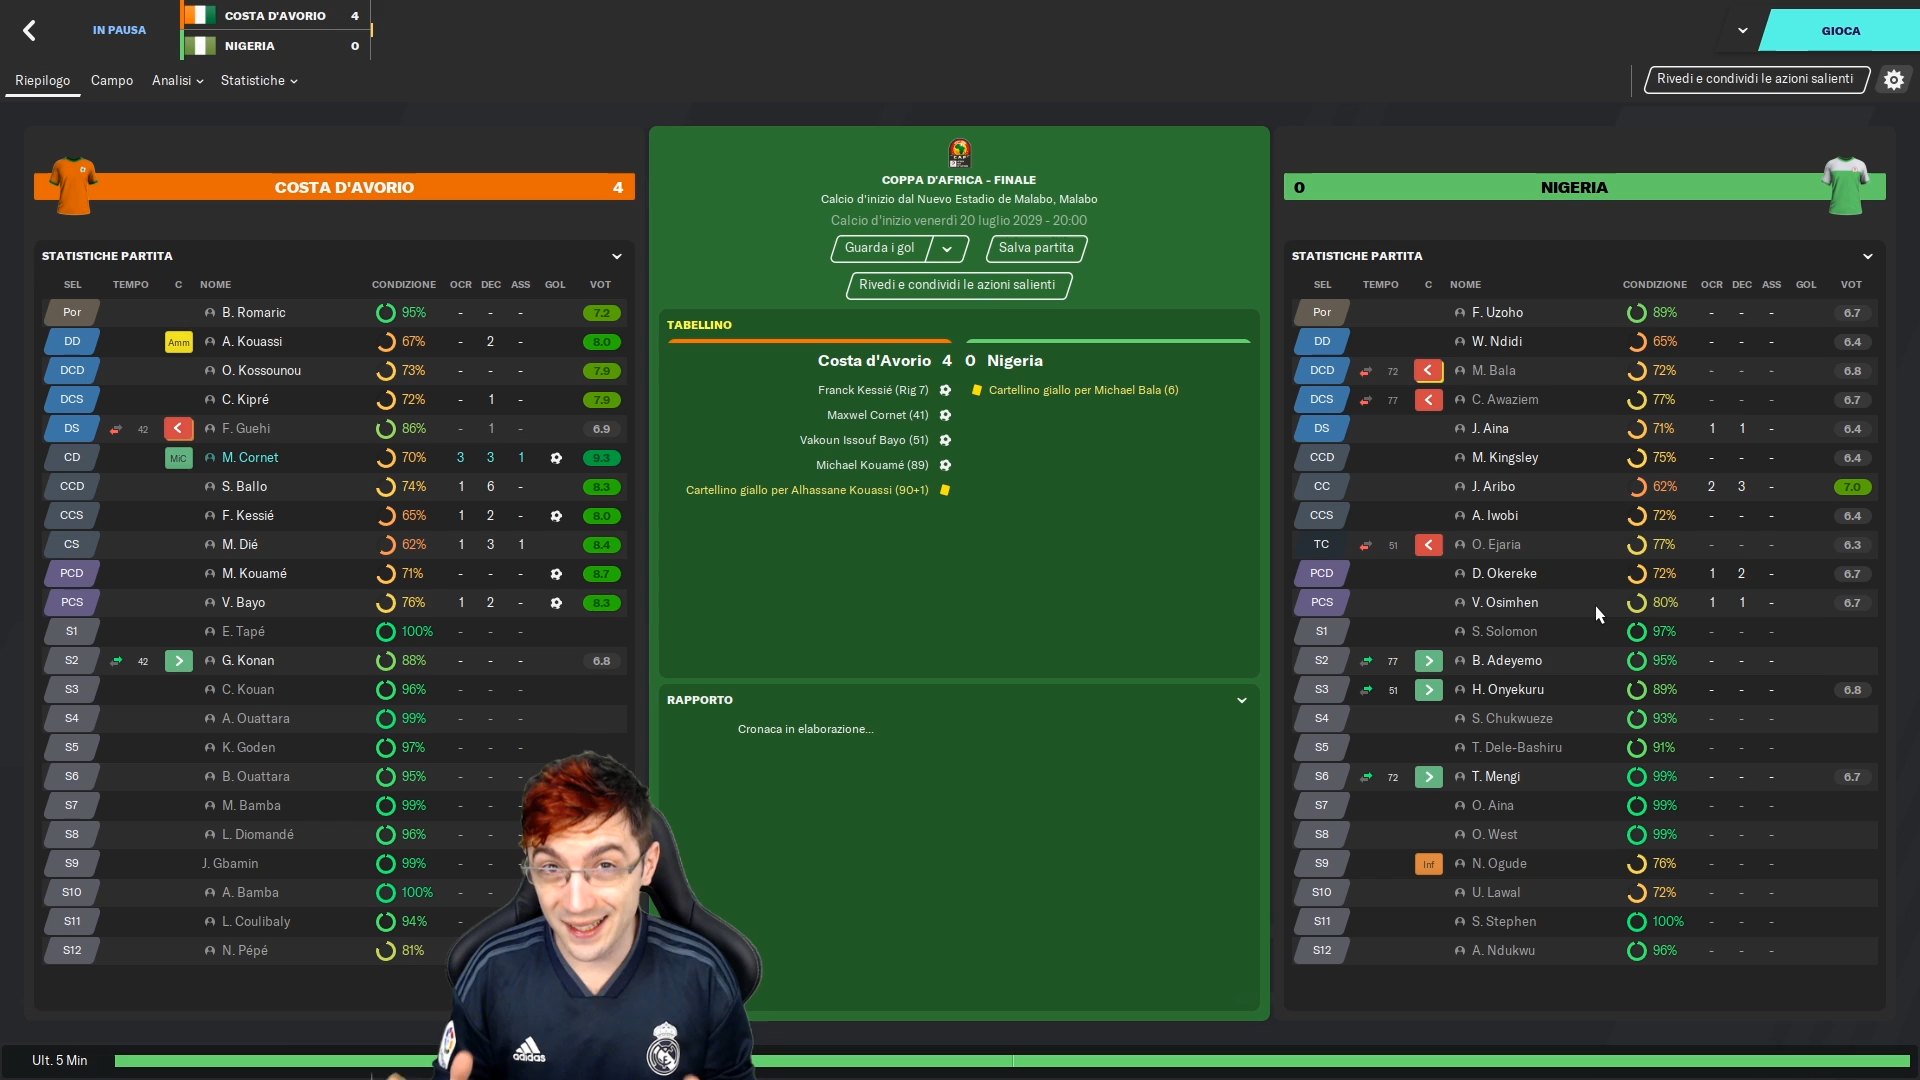 IN PAUSA
COSTA D'AVORIO 4
NIGERIA 0
GIOCA
Riepilogo Campo Analisi Statistiche
Rivedi e condividi le azioni salienti
COSTA D'AVORIO 4
STATISTICHE PARTITA
SEL TEMPO C NOME CONDIZIONE OCR DEC ASS GOL VOT
Por B. Romaric 95% - - - 7.2
DD Amm A. Kouassi 67% - 2 - 8.0
DCD O. Kossounou 73% - - - 7.9
DCS C. Kipré 72% - 1 - 7.9
DS 42 F. Guehi 86% - 1 - 6.9
CD MiC M. Cornet 70% 3 3 1 9.3
CCD S. Ballo 74% 1 6 - 8.3
CCS F. Kessié 65% 1 2 - 8.0
CS M. Dié 62% 1 3 1 8.4
PCD M. Kouamé 71% - - - 8.7
PCS V. Bayo 76% 1 2 - 8.3
S1 E. Tapé 100% - - -
S2 42 G. Konan 88% - - - 6.8
S3 C. Kouan 96% - - -
S4 A. Ouattara 99% - - -
S5 K. Goden 97% - - -
S6 B. Ouattara 95% - -
S7 M. Bamba 99% - - -
S8 L. Diomandé 96% - -
S9 J. Gbamin 99% - - -
S10 A. Bamba 100% - -
S11 L. Coulibaly 94% -
S12 N. Pépé 81%
COPPA D'AFRICA - FINALE
Calcio d'inizio dal Nuevo Estadio de Malabo, Malabo
Calcio d'inizio venerdì 20 luglio 2029 - 20:00
Guarda i gol Salva partita
Rivedi e condividi le azioni salienti
TABELLINO
Costa d'Avorio 4 0 Nigeria
Franck Kessié (Rig 7) Cartellino giallo per Michael Bala (6)
Maxwel Cornet (41)
Vakoun Issouf Bayo (51)
Michael Kouamé (89)
Cartellino giallo per Alhassane Kouassi (90+1)
RAPPORTO
Cronaca in elaborazione...
0 NIGERIA
STATISTICHE PARTITA
SEL TEMPO C NOME CONDIZIONE OCR DEC ASS GOL VOT
Por F. Uzoho 89% - - - 6.7
DD W. Ndidi 65% - - - 6.4
DCD 72 M. Bala 72% - - - 6.8
DCS 77 C. Awaziem 77% - - - 6.7
DS J. Aina 71% 1 1 - 6.4
CCD M. Kingsley 75% - - - 6.4
CC J. Aribo 62% 2 3 - 7.0
CCS A. Iwobi 72% - - - 6.4
TC 51 O. Ejaria 77% - - - 6.3
PCD D. Okereke 72% 1 2 - 6.7
PCS V. Osimhen 80% 1 1 - 6.7
S1 S. Solomon 97% - - -
S2 77 B. Adeyemo 95% - - -
S3 51 H. Onyekuru 89% - - - 6.8
S4 S. Chukwueze 93% - - -
S5 T. Dele-Bashiru 91% - - -
S6 72 T. Mengi 99% - - - 6.7
S7 O. Aina 99% - - -
S8 O. West 99% - - -
S9 Inf N. Ogude 76% - - -
S10 U. Lawal 72% - - -
S11 S. Stephen 100% - - -
S12 A. Ndukwu 96% - - -
adidas
Ult. 5 Min